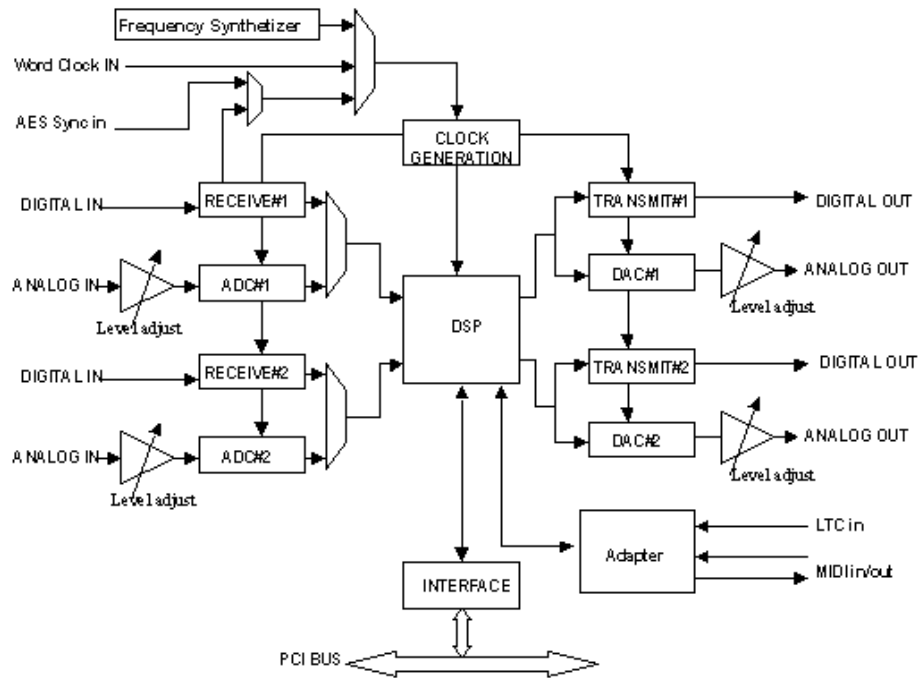 Frequency Synthetizer
Word Clock IN
AES Sync in
CLOCK
GENERATION
DIGITAL IN
RECEIVE#1
TRANSMIT#1
DIGITAL OUT
ANALOG IN
ADC#1
DSP
DAC#1
ANALOG OUT
Level adjust
Level adjust
DIGITAL IN
RECEIVE#2
TRANSMIT#2
DIGITAL OUT
ANALOG IN
ADC#2
DAC#2
ANALOG OUT
Level adjust
Level adjust
LTC in
Adapter
MIDI in/out
INTERFACE
PCI BUS